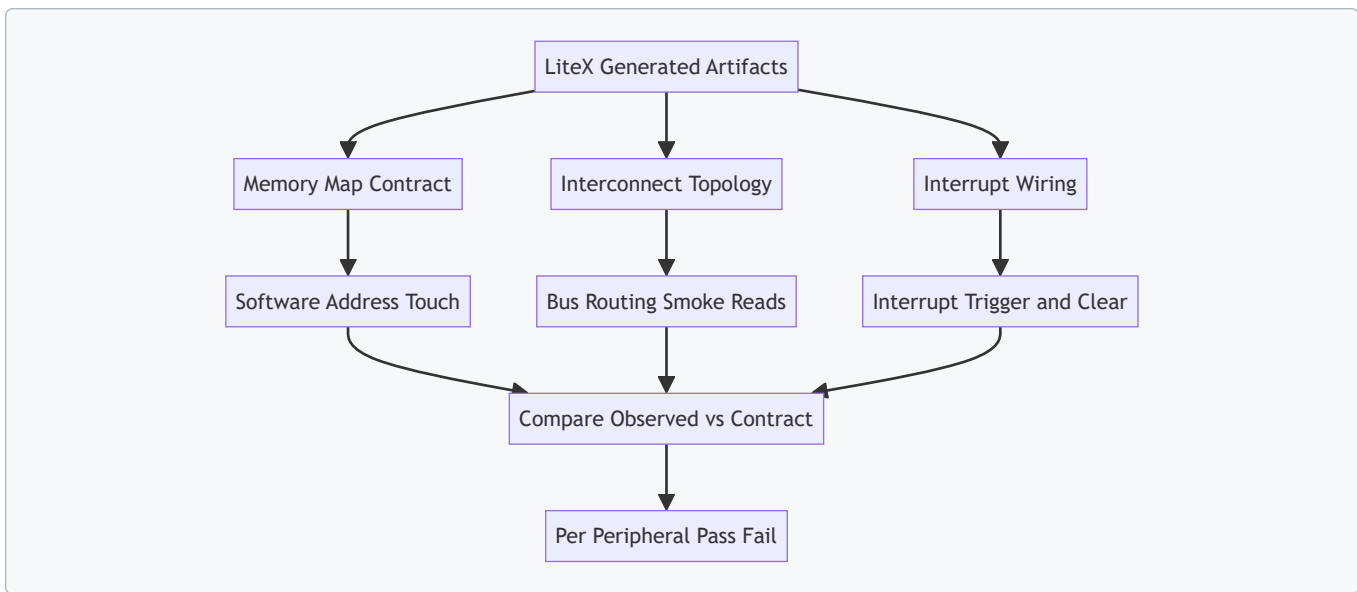 LiteX Generated Artifacts
Memory Map Contract
Interconnect Topology
Interrupt Wiring
Software Address Touch
Bus Routing Smoke Reads
Interrupt Trigger and Clear
Compare Observed vs Contract
Per Peripheral Pass Fail